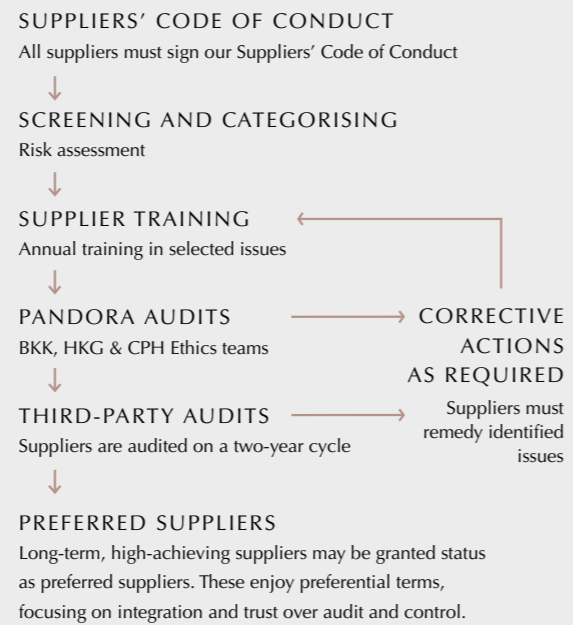 SUPPLIERS’ CODE OF CONDUCT
All suppliers must sign our Suppliers’ Code of Conduct
SCREENING AND CATEGORISING
Risk assessment
SUPPLIER TRAINING
Annual training in selected issues
PANDORA AUDITS
BKK, HKG & CPH Ethics teams
THIRD-PARTY AUDITS
Suppliers are audited on a two-year cycle
CORRECTIVE
ACTIONS
AS REQUIRED
Suppliers must
remedy identified
issues
PREFERRED SUPPLIERS
Long-term, high-achieving suppliers may be granted status
as preferred suppliers. These enjoy preferential terms,
focusing on integration and trust over audit and control.